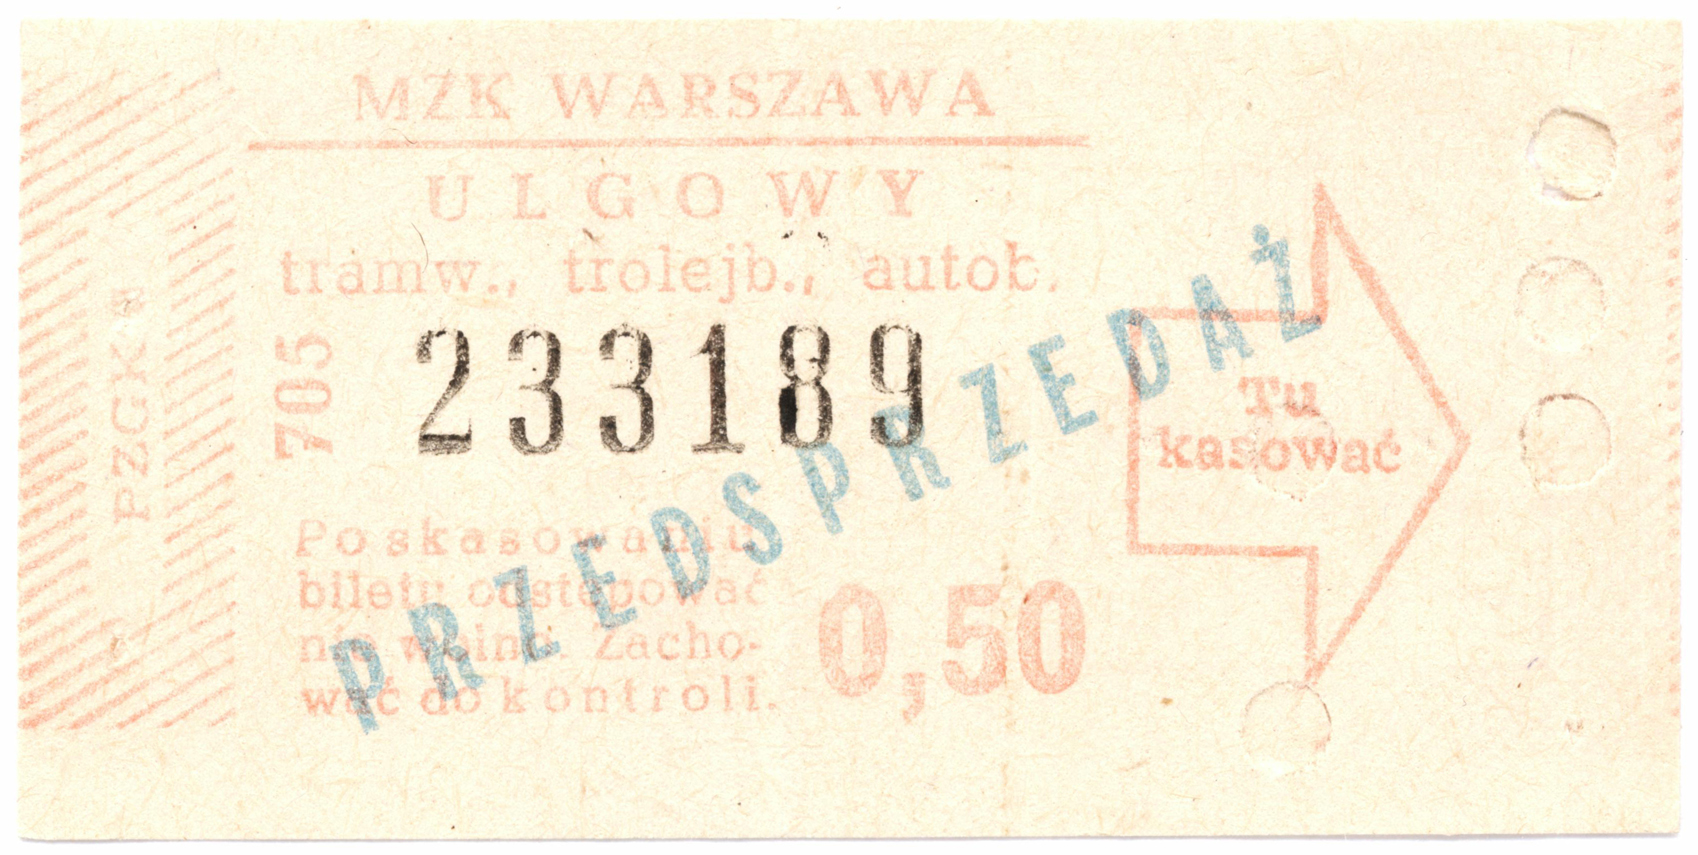 MZK WARSZAWA
ULGOWY
tramw., trolejb., autob.
705
233189
PRZEDSPRZEDAŻ
Po skasowaniu
biletu odstępować
nie wolno. Zacho-
wać do kontroli.
0,50
Tu
kasować
PZGK